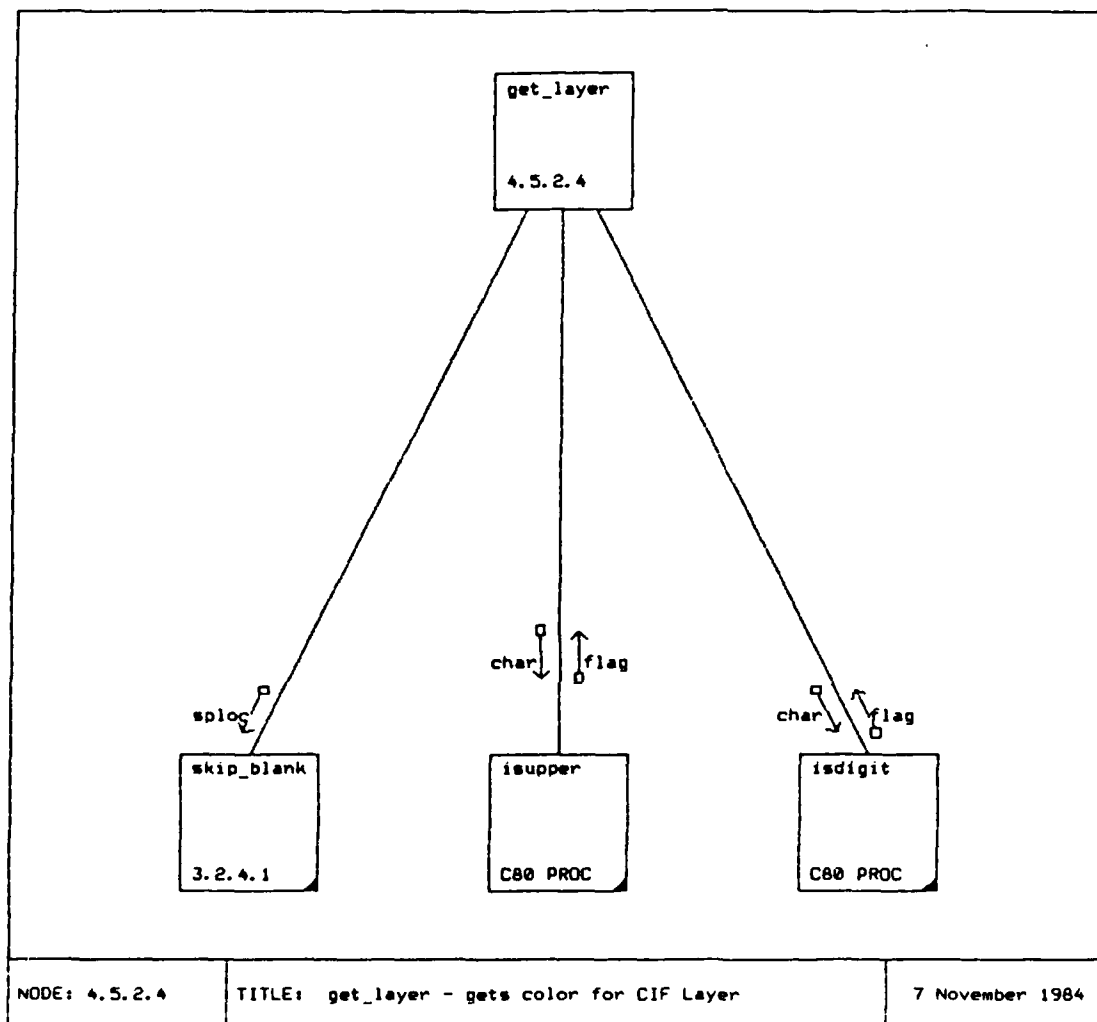 get_layer
4.5.2.4
char
flag
sploc
char
flag
skip_blank
isupper
isdigit
3.2.4.1
C80 PROC
C80 PROC
NODE: 4.5.2.4
TITLE: get_layer - gets color for CIF Layer
7 November 1984